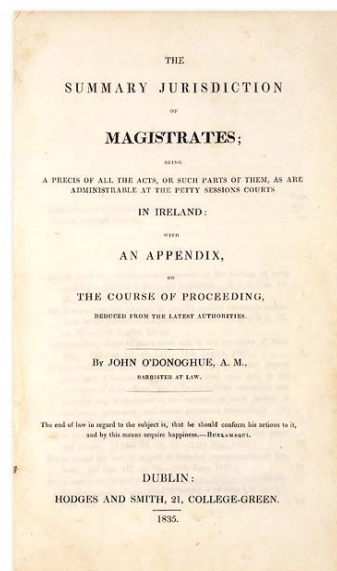 THE
SUMMARY JURISDICTION
OF
MAGISTRATES;
BEING
A PRECIS OF ALL THE ACTS, OR SUCH PARTS OF THEM, AS ARE
ADMINISTRABLE AT THE PETTY SESSIONS COURTS
IN IRELAND:
WITH
AN APPENDIX,
ON
THE COURSE OF PROCEEDING,
DEDUCED FROM THE LATEST AUTHORITIES.
By JOHN O'DONOGHUE, A. M.,
BARRISTER AT LAW.
The end of law in regard to the subject is, that he should conform his actions to it,
and by this means acquire happiness.—BURLAMAQUI.
DUBLIN:
HODGES AND SMITH, 21, COLLEGE-GREEN.
1835.